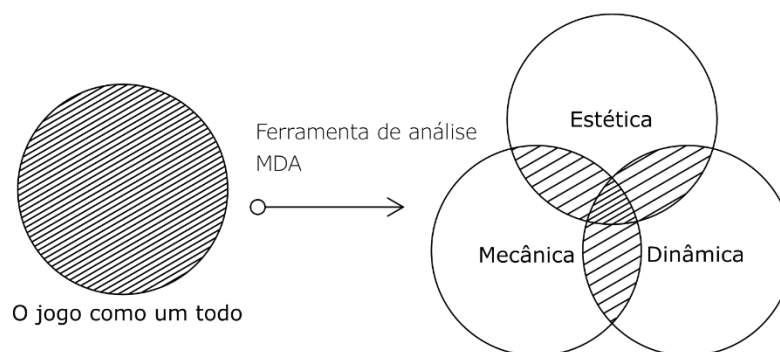 O jogo como um todo
Ferramenta de análise
MDA
Estética
Mecânica
Dinâmica